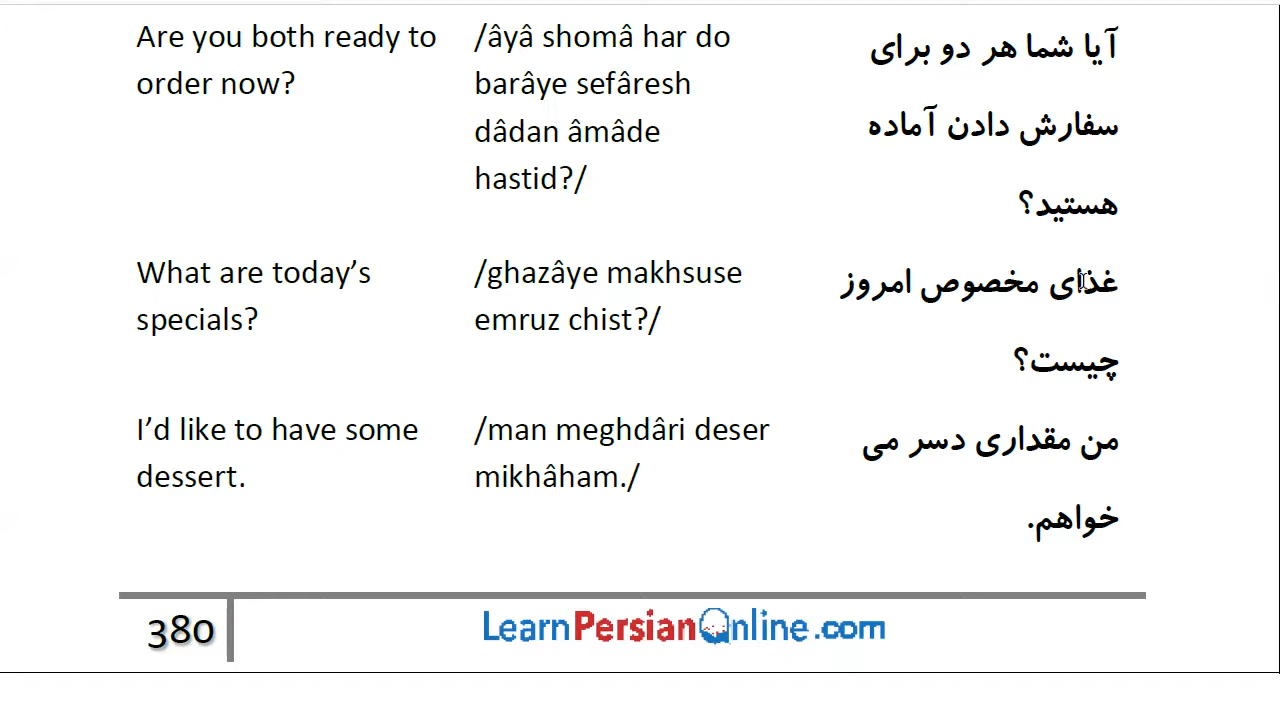 Are you both ready to
order now?
/âyâ shomâ har do
barâye sefâresh
dâdan âmâde
hastid?/
آیا شما هر دو برای
سفارش دادن آماده
هستید؟
What are today’s
specials?
/ghazâye makhsuse
emruz chist?/
غذای مخصوص امروز
چیست؟
I’d like to have some
dessert.
/man meghdâri deser
mikhâham./
من مقداری دسر می
خواهم.
380
LearnPersianOnline.com